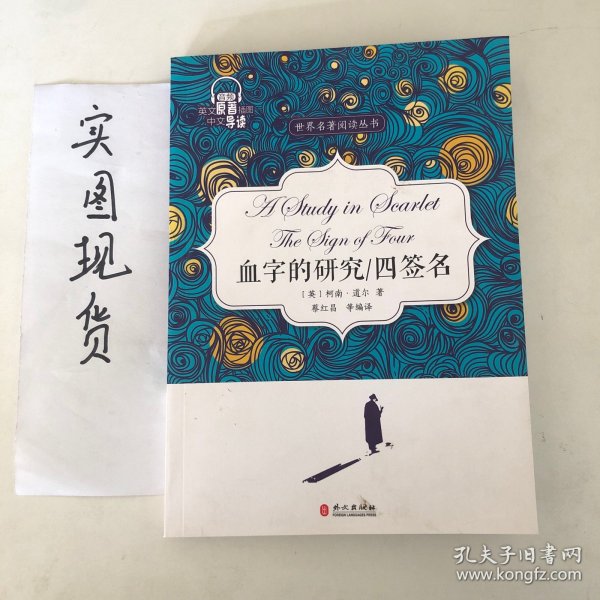 实图现货
音频
英文原著插图
中文导读
世界名著阅读丛书
A Study in Scarlet
The Sign of Four
血字的研究/四签名
[英]柯南·道尔 著
蔡红昌 等编译
外文出版社
FOREIGN LANGUAGES PRESS
孔夫子旧书网
www.kongfz.com